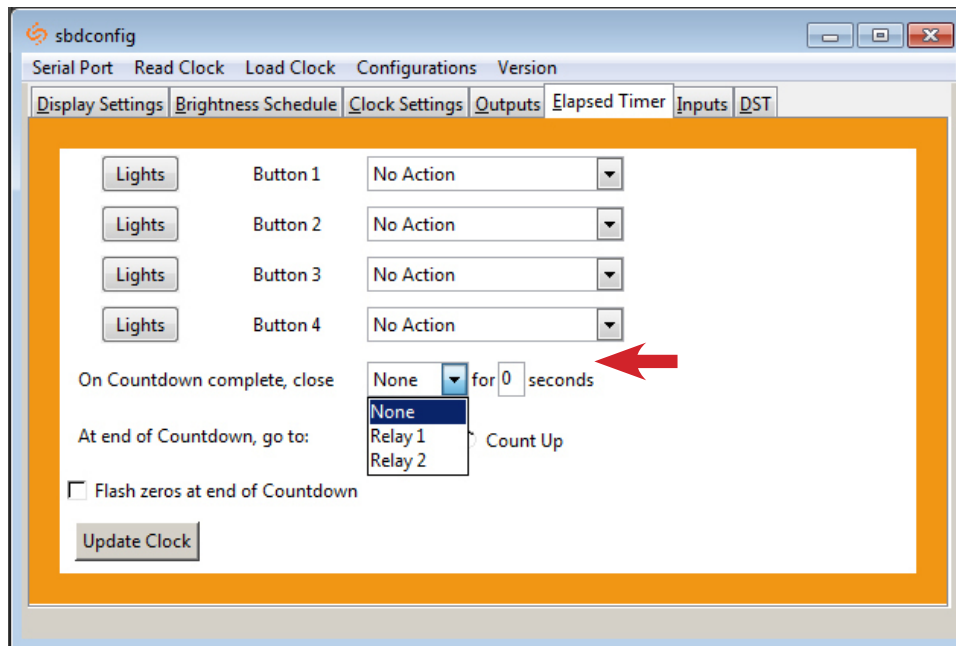 sbdconfig
Serial Port Read Clock Load Clock Configurations Version
Display Settings Brightness Schedule Clock Settings Outputs Elapsed Timer Inputs DST
Lights Button 1 No Action
Lights Button 2 No Action
Lights Button 3 No Action
Lights Button 4 No Action
On Countdown complete, close None for 0 seconds
None
At end of Countdown, go to: Relay 1 Count Up
Relay 2
Flash zeros at end of Countdown
Update Clock